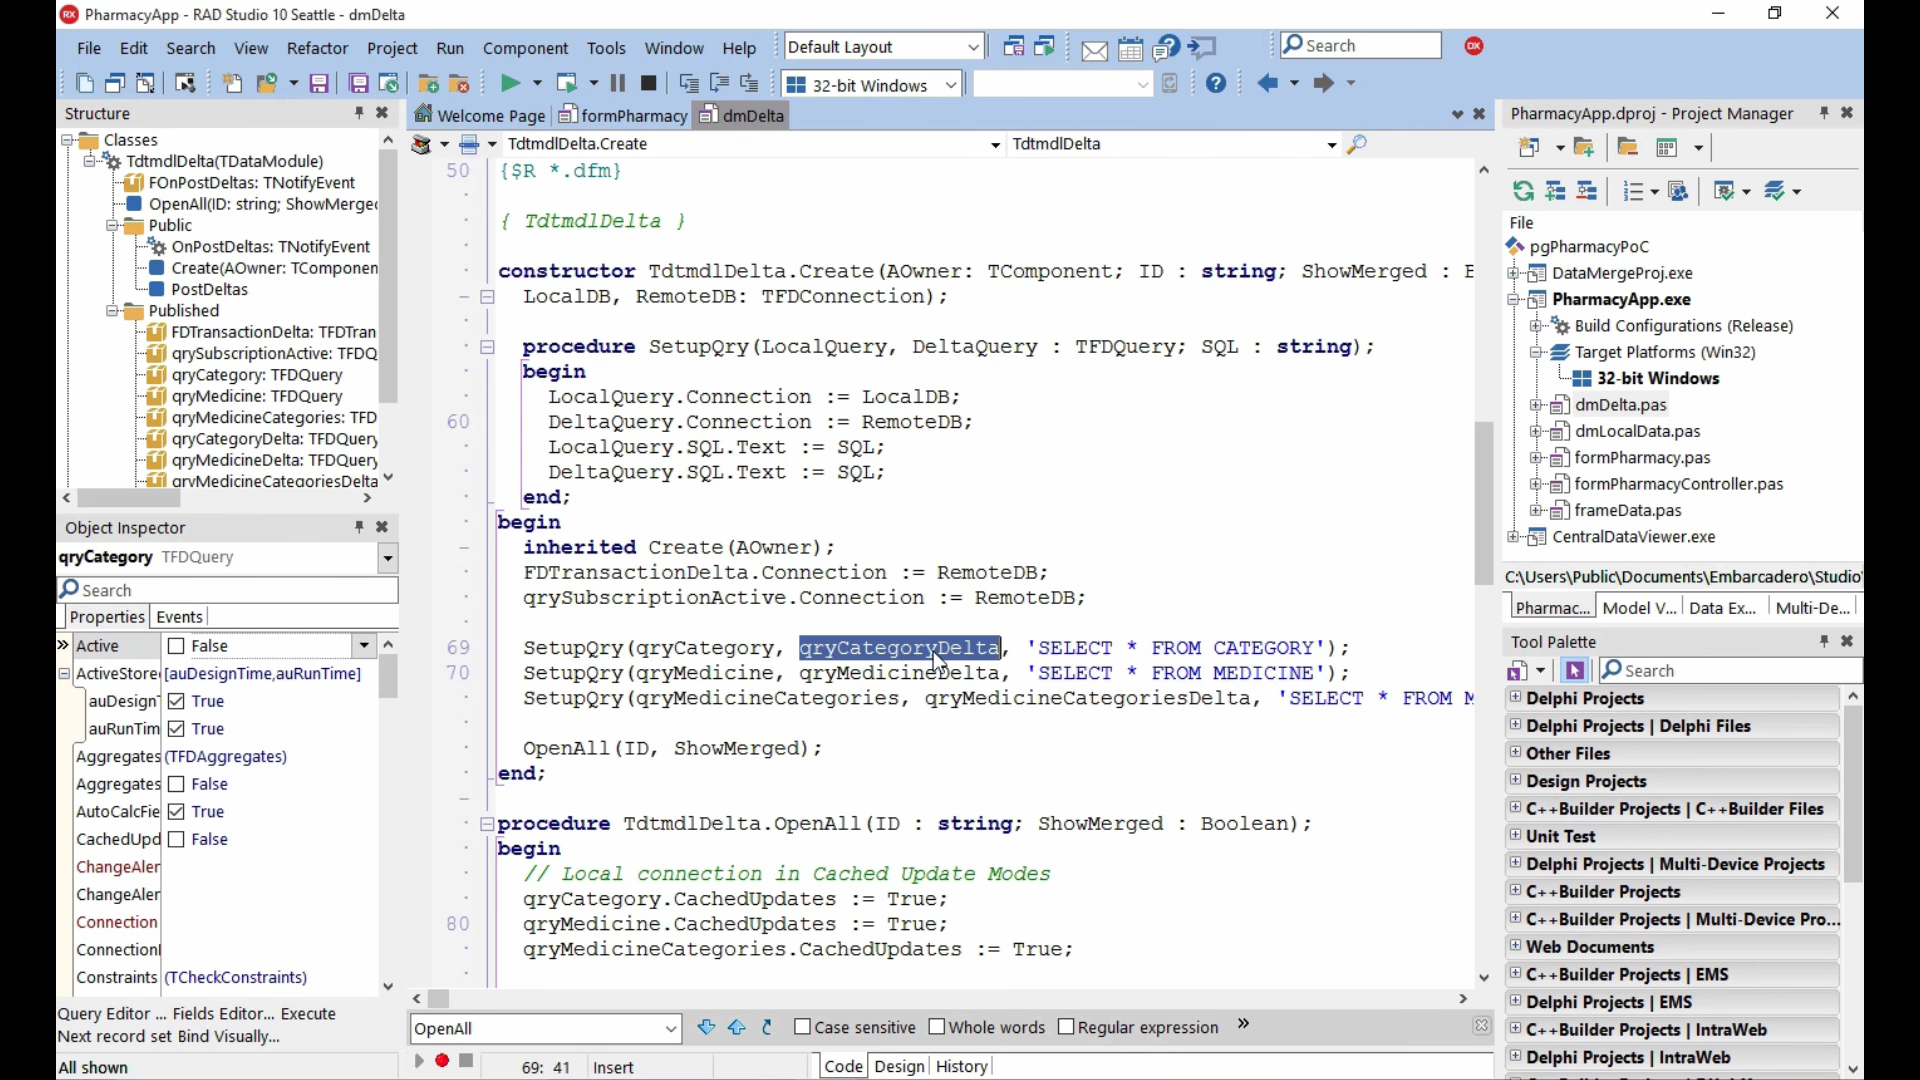 PharmacyApp - RAD Studio 10 Seattle - dmDelta
File Edit Search View Refactor Project Run Component Tools Window Help
Default Layout
Search
32-bit Windows
Structure
Classes
TdtmdlDelta(TDataModule)
FOnPostDeltas: TNotifyEvent
OpenAll(ID: string; ShowMerged
Public
OnPostDeltas: TNotifyEvent
Create(AOwner: TComponen
PostDeltas
Published
FDTransactionDelta: TFDTran
qrySubscriptionActive: TFDQ
qryCategory: TFDQuery
qryMedicine: TFDQuery
qryMedicineCategories: TFD
qryCategoryDelta: TFDQuery
qryMedicineDelta: TFDQuery
qryMedicineCategoriesDelta
Object Inspector
qryCategory TFDQuery
Search
Properties Events
Active False
ActiveStore [auDesignTime,auRunTime]
auDesign True
auRunTim True
Aggregates (TFDAggregates)
Aggregates False
AutoCalcFie True
CachedUpd False
ChangeAler
ChangeAler
Connection
Connection
Constraints (TCheckConstraints)
Query Editor ... Fields Editor... Execute
Next record set Bind Visually...
All shown
Welcome Page formPharmacy dmDelta
TdtmdlDelta.Create TdtmdlDelta
50 {$R *.dfm}
{ TdtmdlDelta }
constructor TdtmdlDelta.Create(AOwner: TComponent; ID : string; ShowMerged : B
LocalDB, RemoteDB: TFDConnection);
procedure SetupQry(LocalQuery, DeltaQuery : TFDQuery; SQL : string);
begin
LocalQuery.Connection := LocalDB;
60 DeltaQuery.Connection := RemoteDB;
LocalQuery.SQL.Text := SQL;
DeltaQuery.SQL.Text := SQL;
end;
begin
inherited Create(AOwner);
FDTransactionDelta.Connection := RemoteDB;
qrySubscriptionActive.Connection := RemoteDB;
69 SetupQry(qryCategory, qryCategoryDelta, 'SELECT * FROM CATEGORY');
70 SetupQry(qryMedicine, qryMedicineDelta, 'SELECT * FROM MEDICINE');
SetupQry(qryMedicineCategories, qryMedicineCategoriesDelta, 'SELECT * FROM M
OpenAll(ID, ShowMerged);
end;
procedure TdtmdlDelta.OpenAll(ID : string; ShowMerged : Boolean);
begin
// Local connection in Cached Update Modes
qryCategory.CachedUpdates := True;
80 qryMedicine.CachedUpdates := True;
qryMedicineCategories.CachedUpdates := True;
OpenAll Case sensitive Whole words Regular expression
69: 41 Insert Code Design History
PharmacyApp.dproj - Project Manager
File
pgPharmacyPoC
DataMergeProj.exe
PharmacyApp.exe
Build Configurations (Release)
Target Platforms (Win32)
32-bit Windows
dmDelta.pas
dmLocalData.pas
formPharmacy.pas
formPharmacyController.pas
frameData.pas
CentralDataViewer.exe
C:\Users\Public\Documents\Embarcadero\Studio
Pharmac... Model V... Data Ex... Multi-De...
Tool Palette
Search
Delphi Projects
Delphi Projects | Delphi Files
Other Files
Design Projects
C++Builder Projects | C++Builder Files
Unit Test
Delphi Projects | Multi-Device Projects
C++Builder Projects
C++Builder Projects | Multi-Device Pro...
Web Documents
C++Builder Projects | EMS
Delphi Projects | EMS
C++Builder Projects | IntraWeb
Delphi Projects | IntraWeb